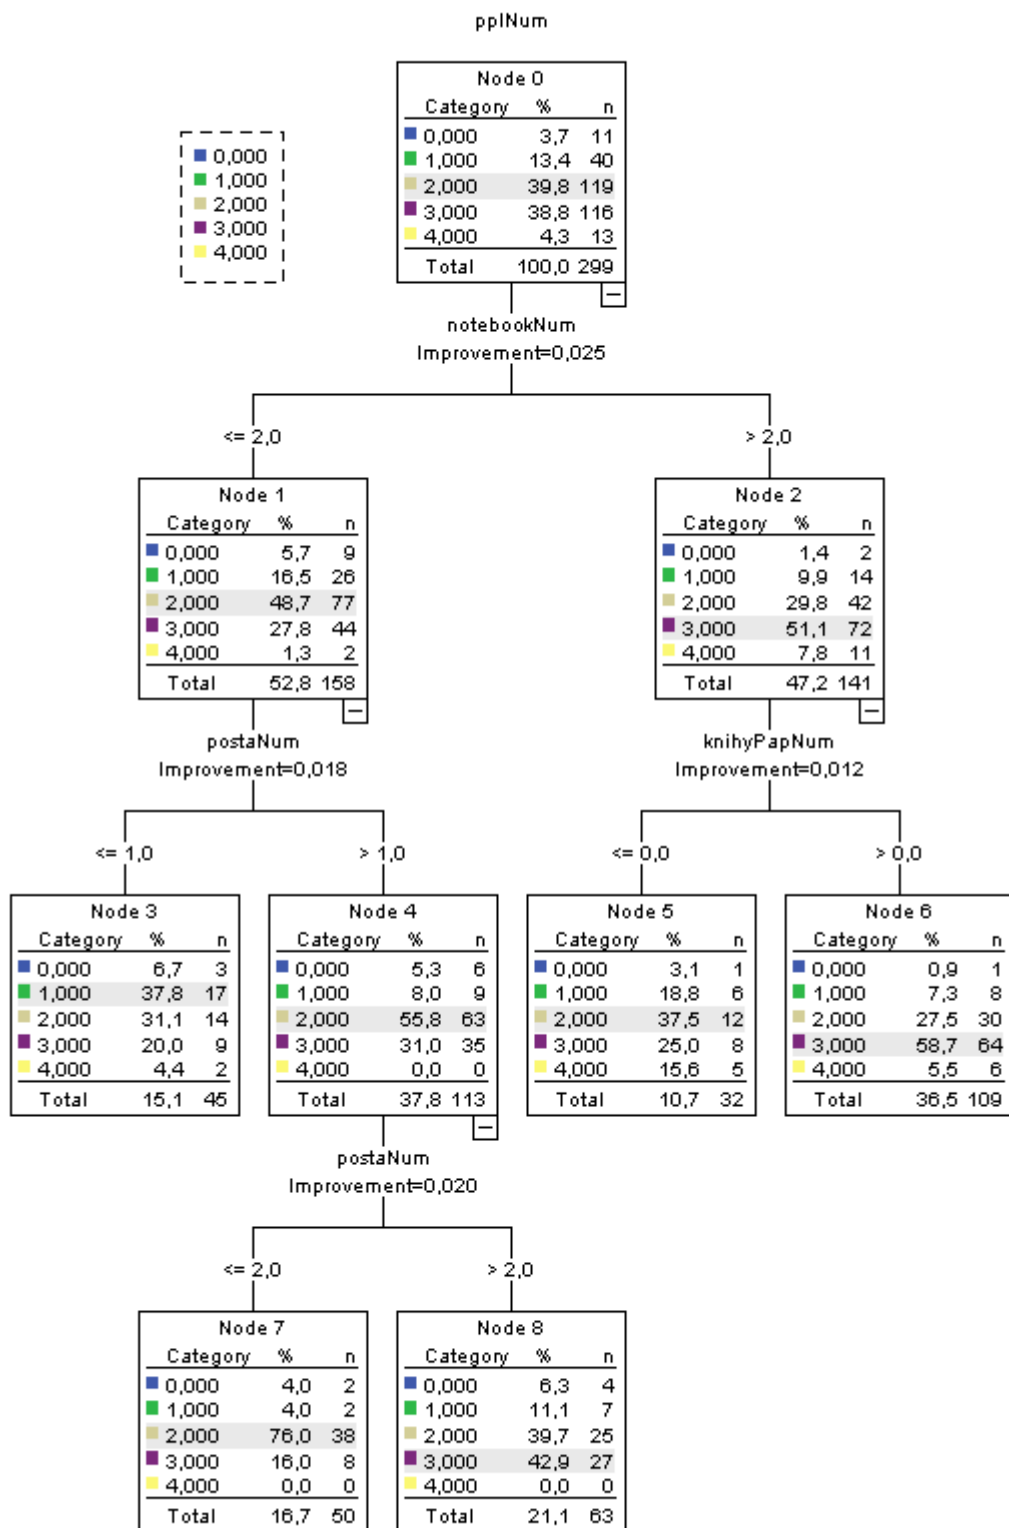 pplNum
Node 0
Category % n
0,000 3,7 11
1,000 13,4 40
2,000 39,8 119
3,000 38,8 116
4,000 4,3 13
Total 100,0 299
0,000
1,000
2,000
3,000
4,000
notebookNum
Improvement=0,025
<= 2,0
> 2,0
Node 1
Category % n
0,000 5,7 9
1,000 16,5 26
2,000 48,7 77
3,000 27,8 44
4,000 1,3 2
Total 52,8 158
Node 2
Category % n
0,000 1,4 2
1,000 9,9 14
2,000 29,8 42
3,000 51,1 72
4,000 7,8 11
Total 47,2 141
postaNum
Improvement=0,018
knihyPapNum
Improvement=0,012
<= 1,0
> 1,0
<= 0,0
> 0,0
Node 3
Category % n
0,000 6,7 3
1,000 37,8 17
2,000 31,1 14
3,000 20,0 9
4,000 4,4 2
Total 15,1 45
Node 4
Category % n
0,000 5,3 6
1,000 8,0 9
2,000 55,8 63
3,000 31,0 35
4,000 0,0 0
Total 37,8 113
Node 5
Category % n
0,000 3,1 1
1,000 18,8 6
2,000 37,5 12
3,000 25,0 8
4,000 15,6 5
Total 10,7 32
Node 6
Category % n
0,000 0,9 1
1,000 7,3 8
2,000 27,5 30
3,000 58,7 64
4,000 5,5 6
Total 36,5 109
postaNum
Improvement=0,020
<= 2,0
> 2,0
Node 7
Category % n
0,000 4,0 2
1,000 4,0 2
2,000 76,0 38
3,000 16,0 8
4,000 0,0 0
Total 16,7 50
Node 8
Category % n
0,000 6,3 4
1,000 11,1 7
2,000 39,7 25
3,000 42,9 27
4,000 0,0 0
Total 21,1 63